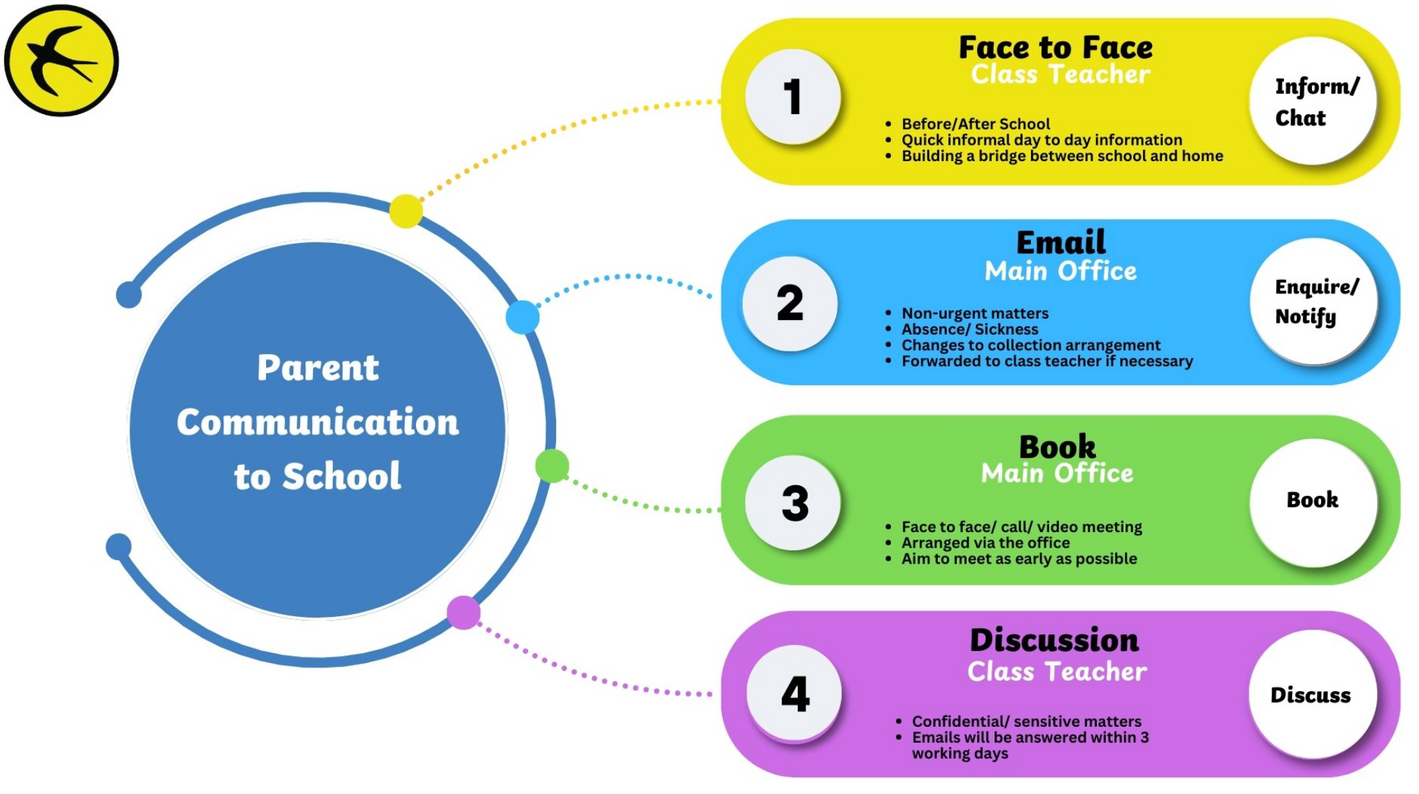 Parent
Communication
to School
1
Face to Face
Class Teacher
• Before/After School
• Quick informal day to day information
• Building a bridge between school and home
Inform/
Chat
2
Email
Main Office
• Non-urgent matters
• Absence/ Sickness
• Changes to collection arrangement
• Forwarded to class teacher if necessary
Enquire/
Notify
3
Book
Main Office
• Face to face/ call/ video meeting
• Arranged via the office
• Aim to meet as early as possible
Book
4
Discussion
Class Teacher
• Confidential/ sensitive matters
• Emails will be answered within 3
working days
Discuss